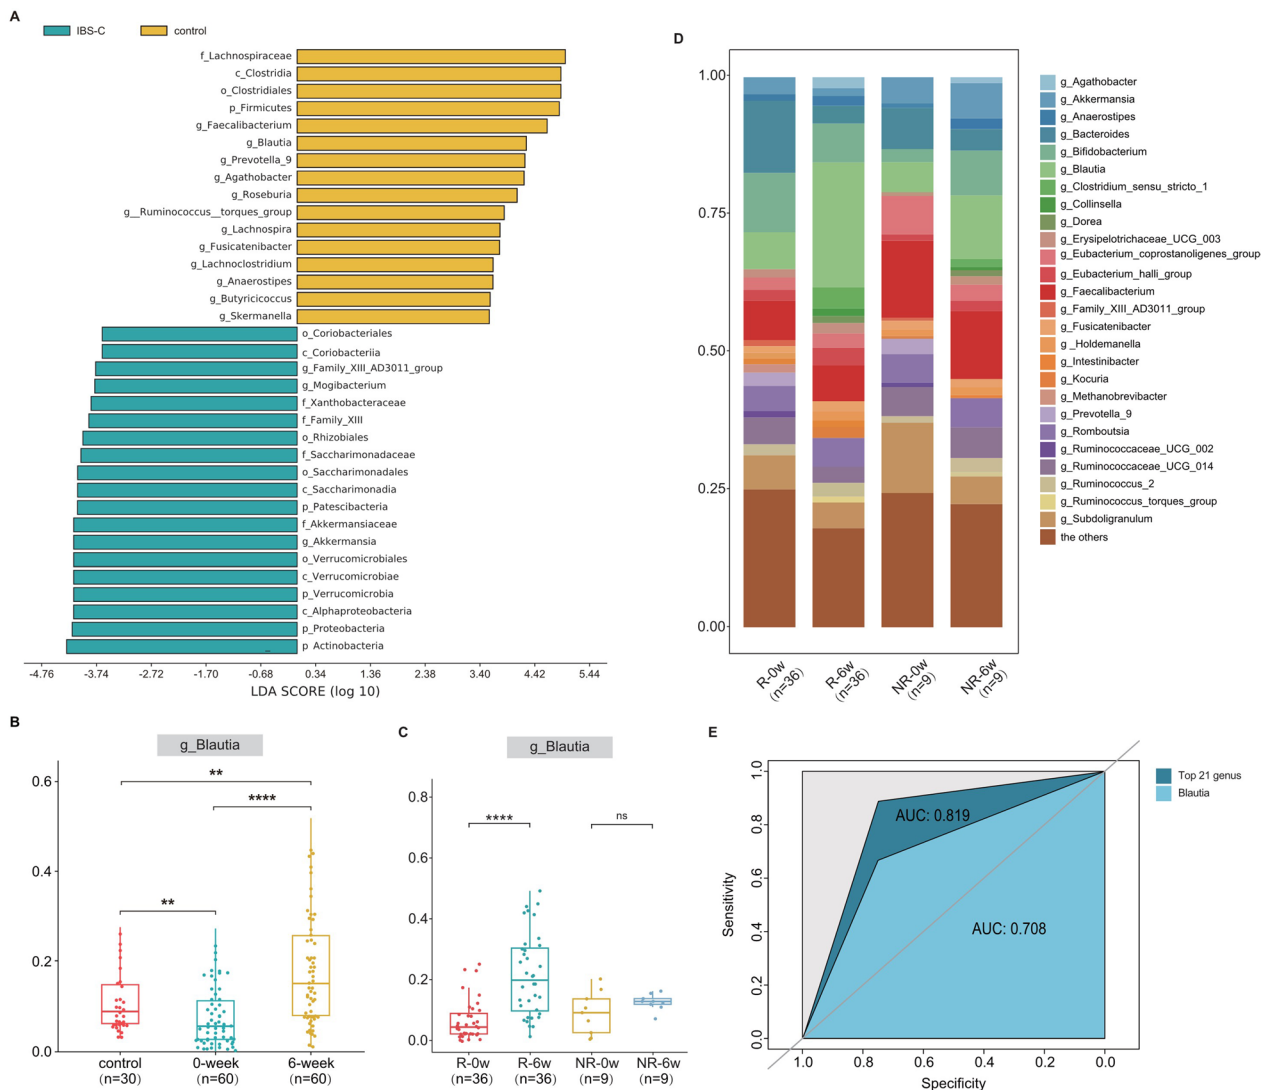 A
IBS-C
control
f_Lachnospiraceae
c_Clostridia
o_Clostridiales
p_Firmicutes
g_Faecalibacterium
g_Blautia
g_Prevotella_9
g_Agathobacter
g_Roseburia
g__Ruminococcus__torques_group
g_Lachnospira
g_Fusicatenibacter
g_Lachnoclostridium
g_Anaerostipes
g_Butyricicoccus
g_Skermanella
o_Coriobacteriales
c_Coriobacteriia
g_Family_XIII_AD3011_group
g_Mogibacterium
f_Xanthobacteraceae
f_Family_XIII
o_Rhizobiales
f_Saccharimonadaceae
o_Saccharimonadales
c_Saccharimonadia
p_Patescibacteria
f_Akkermansiaceae
g_Akkermansia
o_Verrucomicrobiales
c_Verrucomicrobiae
p_Verrucomicrobia
c_Alphaproteobacteria
p_Proteobacteria
p_Actinobacteria
-4.76 -3.74 -2.72 -1.70 -0.68 0.34 1.36 2.38 3.40 4.42 5.44
LDA SCORE (log 10)
D
1.00
0.75
0.50
0.25
0.00
R-0w (n=36)
R-6w (n=36)
NR-0w (n=9)
NR-6w (n=9)
g_Agathobacter
g_Akkermansia
g_Anaerostipes
g_Bacteroides
g_Bifidobacterium
g_Blautia
g_Clostridium_sensu_stricto_1
g_Collinsella
g_Dorea
g_Erysipelotrichaceae_UCG_003
g_Eubacterium_coprostanoligenes_group
g_Eubacterium_halli_group
g_Faecalibacterium
g_Family_XIII_AD3011_group
g_Fusicatenibacter
g_Holdemanella
g_Intestinibacter
g_Kocuria
g_Methanobrevibacter
g_Prevotella_9
g_Romboutsia
g_Ruminococcaceae_UCG_002
g_Ruminococcaceae_UCG_014
g_Ruminococcus_2
g_Ruminococcus_torques_group
g_Subdoligranulum
the others
B
g_Blautia
0.6
0.4
0.2
0.0
**
****
**
control (n=30)
0-week (n=60)
6-week (n=60)
C
g_Blautia
0.8
0.6
0.4
0.2
0.0
****
ns
R-0w (n=36)
R-6w (n=36)
NR-0w (n=9)
NR-6w (n=9)
E
Sensitivity
1.0
0.8
0.6
0.4
0.2
0.0
AUC: 0.819
AUC: 0.708
1.0 0.8 0.6 0.4 0.2 0.0
Specificity
Top 21 genus
Blautia